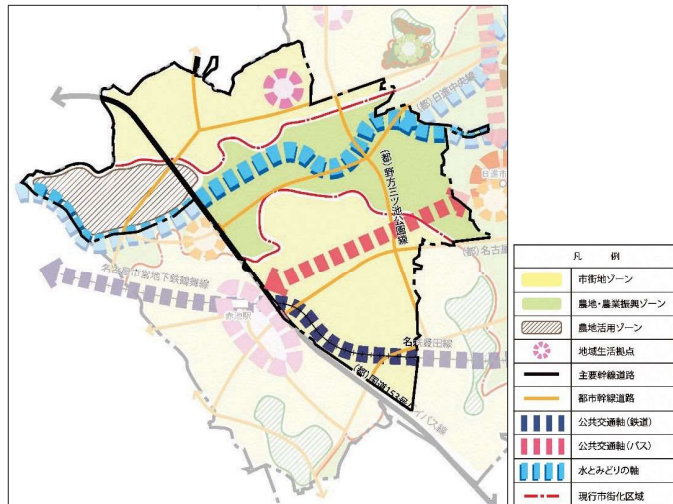 (都)日進中央線
(都)野方三ツ池公園線
日進市
(都)名古屋
名古屋市営地下鉄鶴舞線
赤池駅
名鉄豊田線
(都)国道153号
イパス線
凡 例
市街地ゾーン
農地・農業振興ゾーン
農地活用ゾーン
地域生活拠点
主要幹線道路
都市幹線道路
公共交通軸(鉄道)
公共交通軸(バス)
水とみどりの軸
現行市街化区域